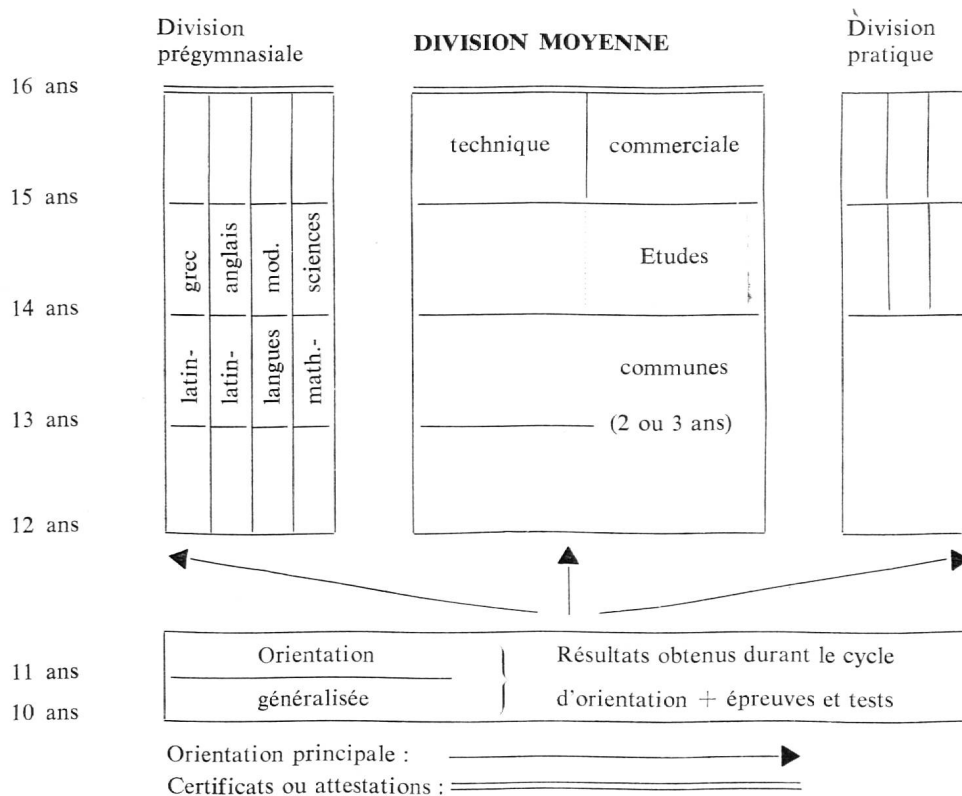 Division
prégymnasiale
DIVISION MOYENNE
Division
pratique
16 ans
technique
commerciale
15 ans
grec
anglais
mod.
sciences
Etudes
14 ans
latin-
latin-
langues
math.-
communes
13 ans
(2 ou 3 ans)
12 ans
Orientation
Résultats obtenus durant le cycle
11 ans
généralisée
d'orientation + épreuves et tests
10 ans
Orientation principale :
Certificats ou attestations :